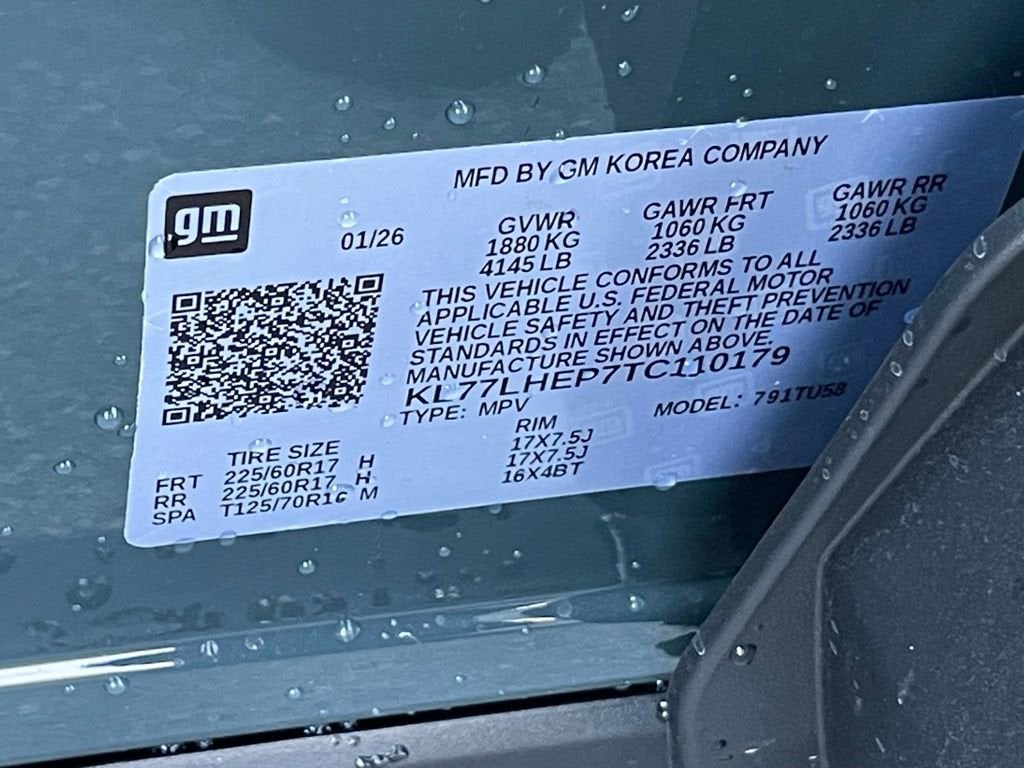 MFD BY GM KOREA COMPANY
gm
01/26
GVWR GAWR FRT GAWR RR
1880 KG 1060 KG 1060 KG
4145 LB 2336 LB 2336 LB
THIS VEHICLE CONFORMS TO ALL
APPLICABLE U.S. FEDERAL MOTOR
VEHICLE SAFETY AND THEFT PREVENTION
STANDARDS IN EFFECT ON THE DATE OF
MANUFACTURE SHOWN ABOVE.
KL77LHEP7TC110179
TYPE: MPV MODEL: 791TU58
TIRE SIZE RIM
FRT 225/60R17 H 17X7.5J
RR 225/60R17 H 17X7.5J
SPA T125/70R16 M 16X4BT